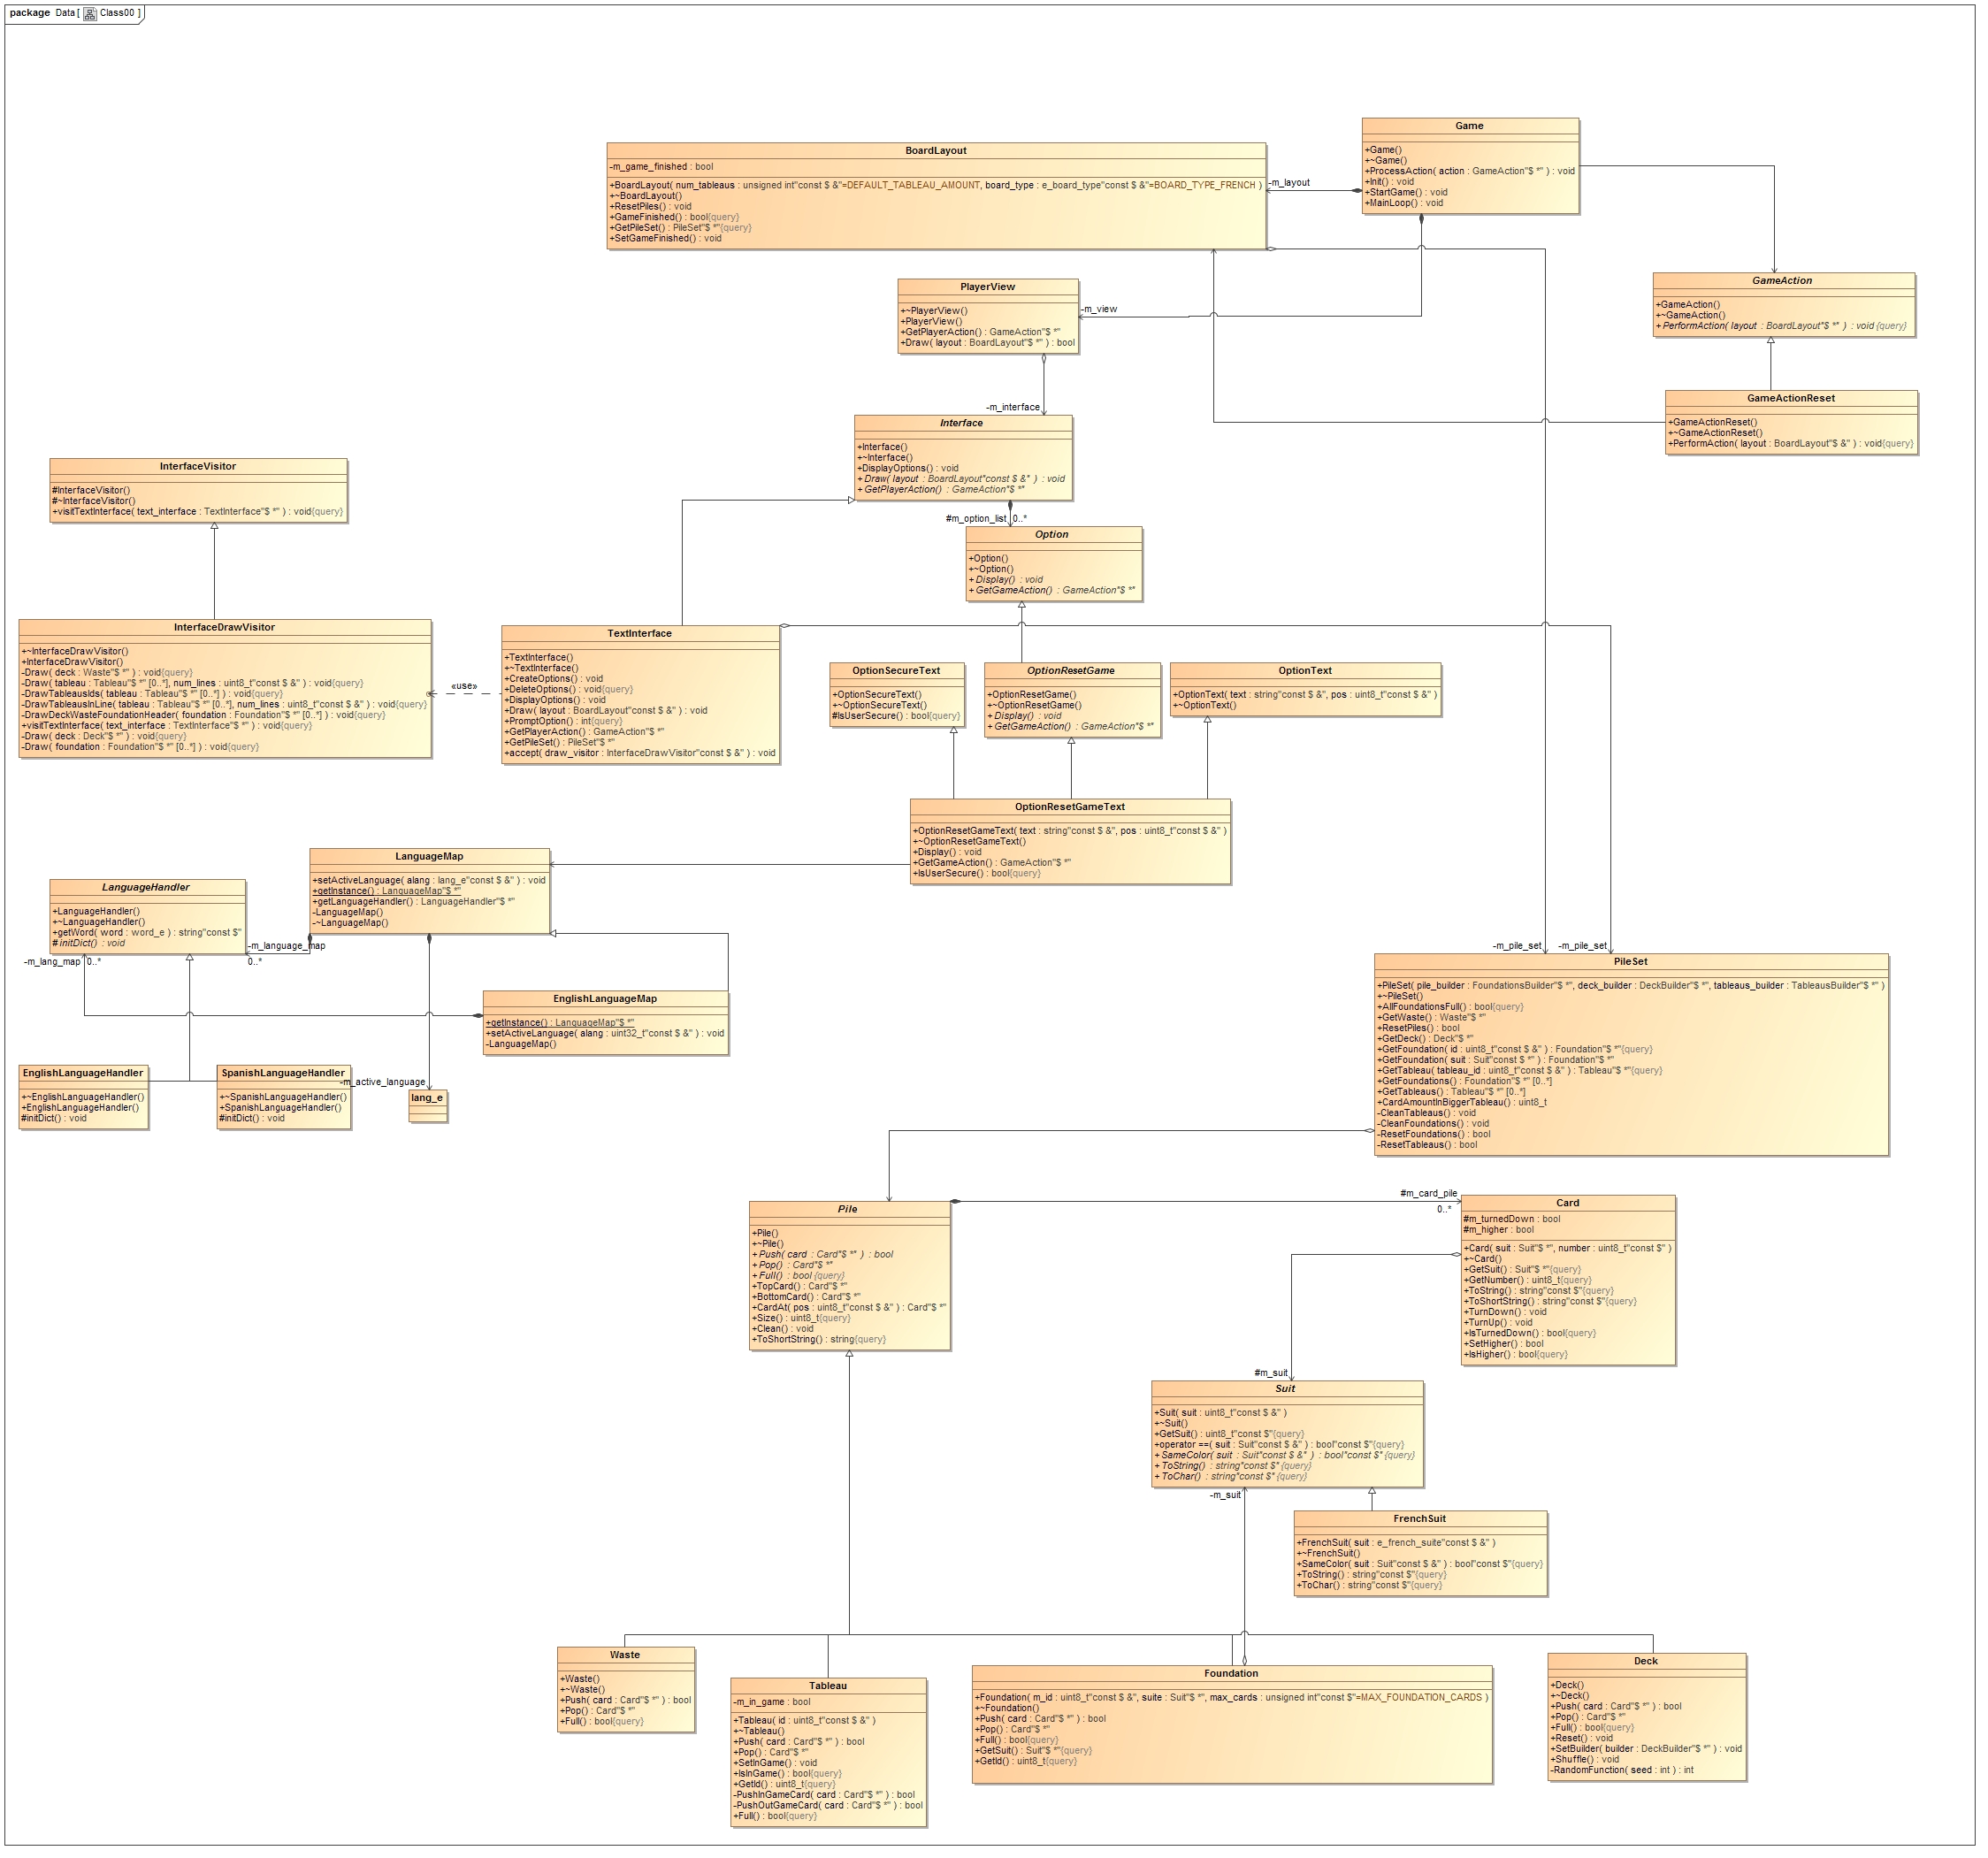 package Data [ Class00 ]
Game
+Game()
+~Game()
+ProcessAction( action : GameAction"$ *" ) : void
+Init() : void
+StartGame() : void
+MainLoop() : void
BoardLayout
-m_game_finished : bool
+BoardLayout( num_tableaus : unsigned int"const $ &"=DEFAULT_TABLEAU_AMOUNT, board_type : e_board_type"const $ &"=BOARD_TYPE_FRENCH )
+~BoardLayout()
+ResetPiles() : void
+GameFinished() : bool{query}
+GetPileSet() : PileSet"$ *"{query}
+SetGameFinished() : void
-m_layout
GameAction
+GameAction()
+~GameAction()
+PerformAction( layout : BoardLayout"$ *" ) : void{query}
PlayerView
+~PlayerView()
+PlayerView()
+GetPlayerAction() : GameAction"$ *"
+Draw( layout : BoardLayout"$ *" ) : bool
-m_view
GameActionReset
+GameActionReset()
+~GameActionReset()
+PerformAction( layout : BoardLayout"$ &" ) : void{query}
-m_interface
Interface
+Interface()
+~Interface()
+DisplayOptions() : void
+Draw( layout : BoardLayout"const $ &" ) : void
+GetPlayerAction() : GameAction"$ *"
InterfaceVisitor
#InterfaceVisitor()
#~InterfaceVisitor()
+visitTextInterface( text_interface : TextInterface"$ *" ) : void{query}
#m_option_list 0..*
Option
+Option()
+~Option()
+Display() : void
+GetGameAction() : GameAction"$ *"
InterfaceDrawVisitor
+~InterfaceDrawVisitor()
+InterfaceDrawVisitor()
-Draw( deck : Waste"$ *" ) : void{query}
-Draw( tableau : Tableau"$ *" [0..*], num_lines : uint8_t"const $ &" ) : void{query}
-DrawTableausIds( tableau : Tableau"$ *" [0..*] ) : void{query}
-DrawTableausInLine( tableau : Tableau"$ *" [0..*], num_lines : uint8_t"const $ &" ) : void{query}
-DrawDeckWasteFoundationHeader( foundation : Foundation"$ *" [0..*] ) : void{query}
+visitTextInterface( text_interface : TextInterface"$ *" ) : void{query}
-Draw( deck : Deck"$ *" ) : void{query}
-Draw( foundation : Foundation"$ *" [0..*] ) : void{query}
«use»
TextInterface
+TextInterface()
+~TextInterface()
+CreateOptions() : void
+DeleteOptions() : void{query}
+DisplayOptions() : void
+Draw( layout : BoardLayout"const $ &" ) : void
+PromptOption() : int{query}
+GetPlayerAction() : GameAction"$ *"
+GetPileSet() : PileSet"$ *"
+accept( draw_visitor : InterfaceDrawVisitor"const $ &" ) : void
OptionSecureText
+OptionSecureText()
+~OptionSecureText()
#IsUserSecure() : bool{query}
OptionResetGame
+OptionResetGame()
+~OptionResetGame()
+Display() : void
+GetGameAction() : GameAction"$ *"
OptionText
+OptionText( text : string"const $ &", pos : uint8_t"const $ &" )
+~OptionText()
OptionResetGameText
+OptionResetGameText( text : string"const $ &", pos : uint8_t"const $ &" )
+~OptionResetGameText()
+Display() : void
+GetGameAction() : GameAction"$ *"
+IsUserSecure() : bool{query}
LanguageMap
+setActiveLanguage( alang : lang_e"const $ &" ) : void
+getInstance() : LanguageMap"$ *"
+getLanguageHandler() : LanguageHandler"$ *"
-LanguageMap()
-~LanguageMap()
LanguageHandler
+LanguageHandler()
+~LanguageHandler()
+getWord( word : word_e ) : string"const $"
#initDict() : void
-m_language_map
0..*
-m_lang_map 0..*
EnglishLanguageMap
+getInstance() : LanguageMap"$ *"
+setActiveLanguage( alang : uint32_t"const $ &" ) : void
-LanguageMap()
EnglishLanguageHandler
+~EnglishLanguageHandler()
+EnglishLanguageHandler()
#initDict() : void
SpanishLanguageHandler
+~SpanishLanguageHandler()
+SpanishLanguageHandler()
#initDict() : void
-m_active_language
lang_e
-m_pile_set
-m_pile_set
PileSet
+PileSet( pile_builder : FoundationsBuilder"$ *", deck_builder : DeckBuilder"$ *", tableaus_builder : TableausBuilder"$ *" )
+~PileSet()
+AllFoundationsFull() : bool{query}
+GetWaste() : Waste"$ *"
+ResetPiles() : bool
+GetDeck() : Deck"$ *"
+GetFoundation( id : uint8_t"const $ &" ) : Foundation"$ *"{query}
+GetFoundation( suit : Suit"const $ *" ) : Foundation"$ *"
+GetTableau( tableau_id : uint8_t"const $ &" ) : Tableau"$ *"{query}
+GetFoundations() : Foundation"$ *" [0..*]
+GetTableaus() : Tableau"$ *" [0..*]
+CardAmountInBiggerTableau() : uint8_t
-CleanTableaus() : void
-CleanFoundations() : void
-ResetFoundations() : bool
-ResetTableaus() : bool
Pile
+Pile()
+~Pile()
+Push( card : Card"$ *" ) : bool
+Pop() : Card"$ *"
+Full() : bool{query}
+TopCard() : Card"$ *"
+BottomCard() : Card"$ *"
+CardAt( pos : uint8_t"const $ &" ) : Card"$ *"
+Size() : uint8_t{query}
+Clean() : void
+ToShortString() : string{query}
#m_card_pile
0..*
Card
#m_turnedDown : bool
#m_higher : bool
+Card( suit : Suit"$ *", number : uint8_t"const $" )
+~Card()
+GetSuit() : Suit"$ *"{query}
+GetNumber() : uint8_t{query}
+ToString() : string"const $"{query}
+ToShortString() : string"const $"{query}
+TurnDown() : void
+TurnUp() : void
+IsTurnedDown() : bool{query}
+SetHigher() : bool
+IsHigher() : bool{query}
#m_suit
Suit
+Suit( suit : uint8_t"const $ &" )
+~Suit()
+GetSuit() : uint8_t"const $"{query}
+operator ==( suit : Suit"const $ &" ) : bool"const $"{query}
+SameColor( suit : Suit"const $ &" ) : bool"const $"{query}
+ToString() : string"const $"{query}
+ToChar() : string"const $"{query}
-m_suit
FrenchSuit
+FrenchSuit( suit : e_french_suite"const $ &" )
+~FrenchSuit()
+SameColor( suit : Suit"const $ &" ) : bool"const $"{query}
+ToString() : string"const $"{query}
+ToChar() : string"const $"{query}
Waste
+Waste()
+~Waste()
+Push( card : Card"$ *" ) : bool
+Pop() : Card"$ *"
+Full() : bool{query}
Tableau
-m_in_game : bool
+Tableau( id : uint8_t"const $ &" )
+~Tableau()
+Push( card : Card"$ *" ) : bool
+Pop() : Card"$ *"
+SetInGame() : void
+IsInGame() : bool{query}
+GetId() : uint8_t{query}
-PushInGameCard( card : Card"$ *" ) : bool
-PushOutGameCard( card : Card"$ *" ) : bool
+Full() : bool{query}
Foundation
+Foundation( m_id : uint8_t"const $ &", suite : Suit"$ *", max_cards : unsigned int"const $"=MAX_FOUNDATION_CARDS )
+~Foundation()
+Push( card : Card"$ *" ) : bool
+Pop() : Card"$ *"
+Full() : bool{query}
+GetSuit() : Suit"$ *"{query}
+GetId() : uint8_t{query}
Deck
+Deck()
+~Deck()
+Push( card : Card"$ *" ) : bool
+Pop() : Card"$ *"
+Full() : bool{query}
+Reset() : void
+SetBuilder( builder : DeckBuilder"$ *" ) : void
+Shuffle() : void
-RandomFunction( seed : int ) : int